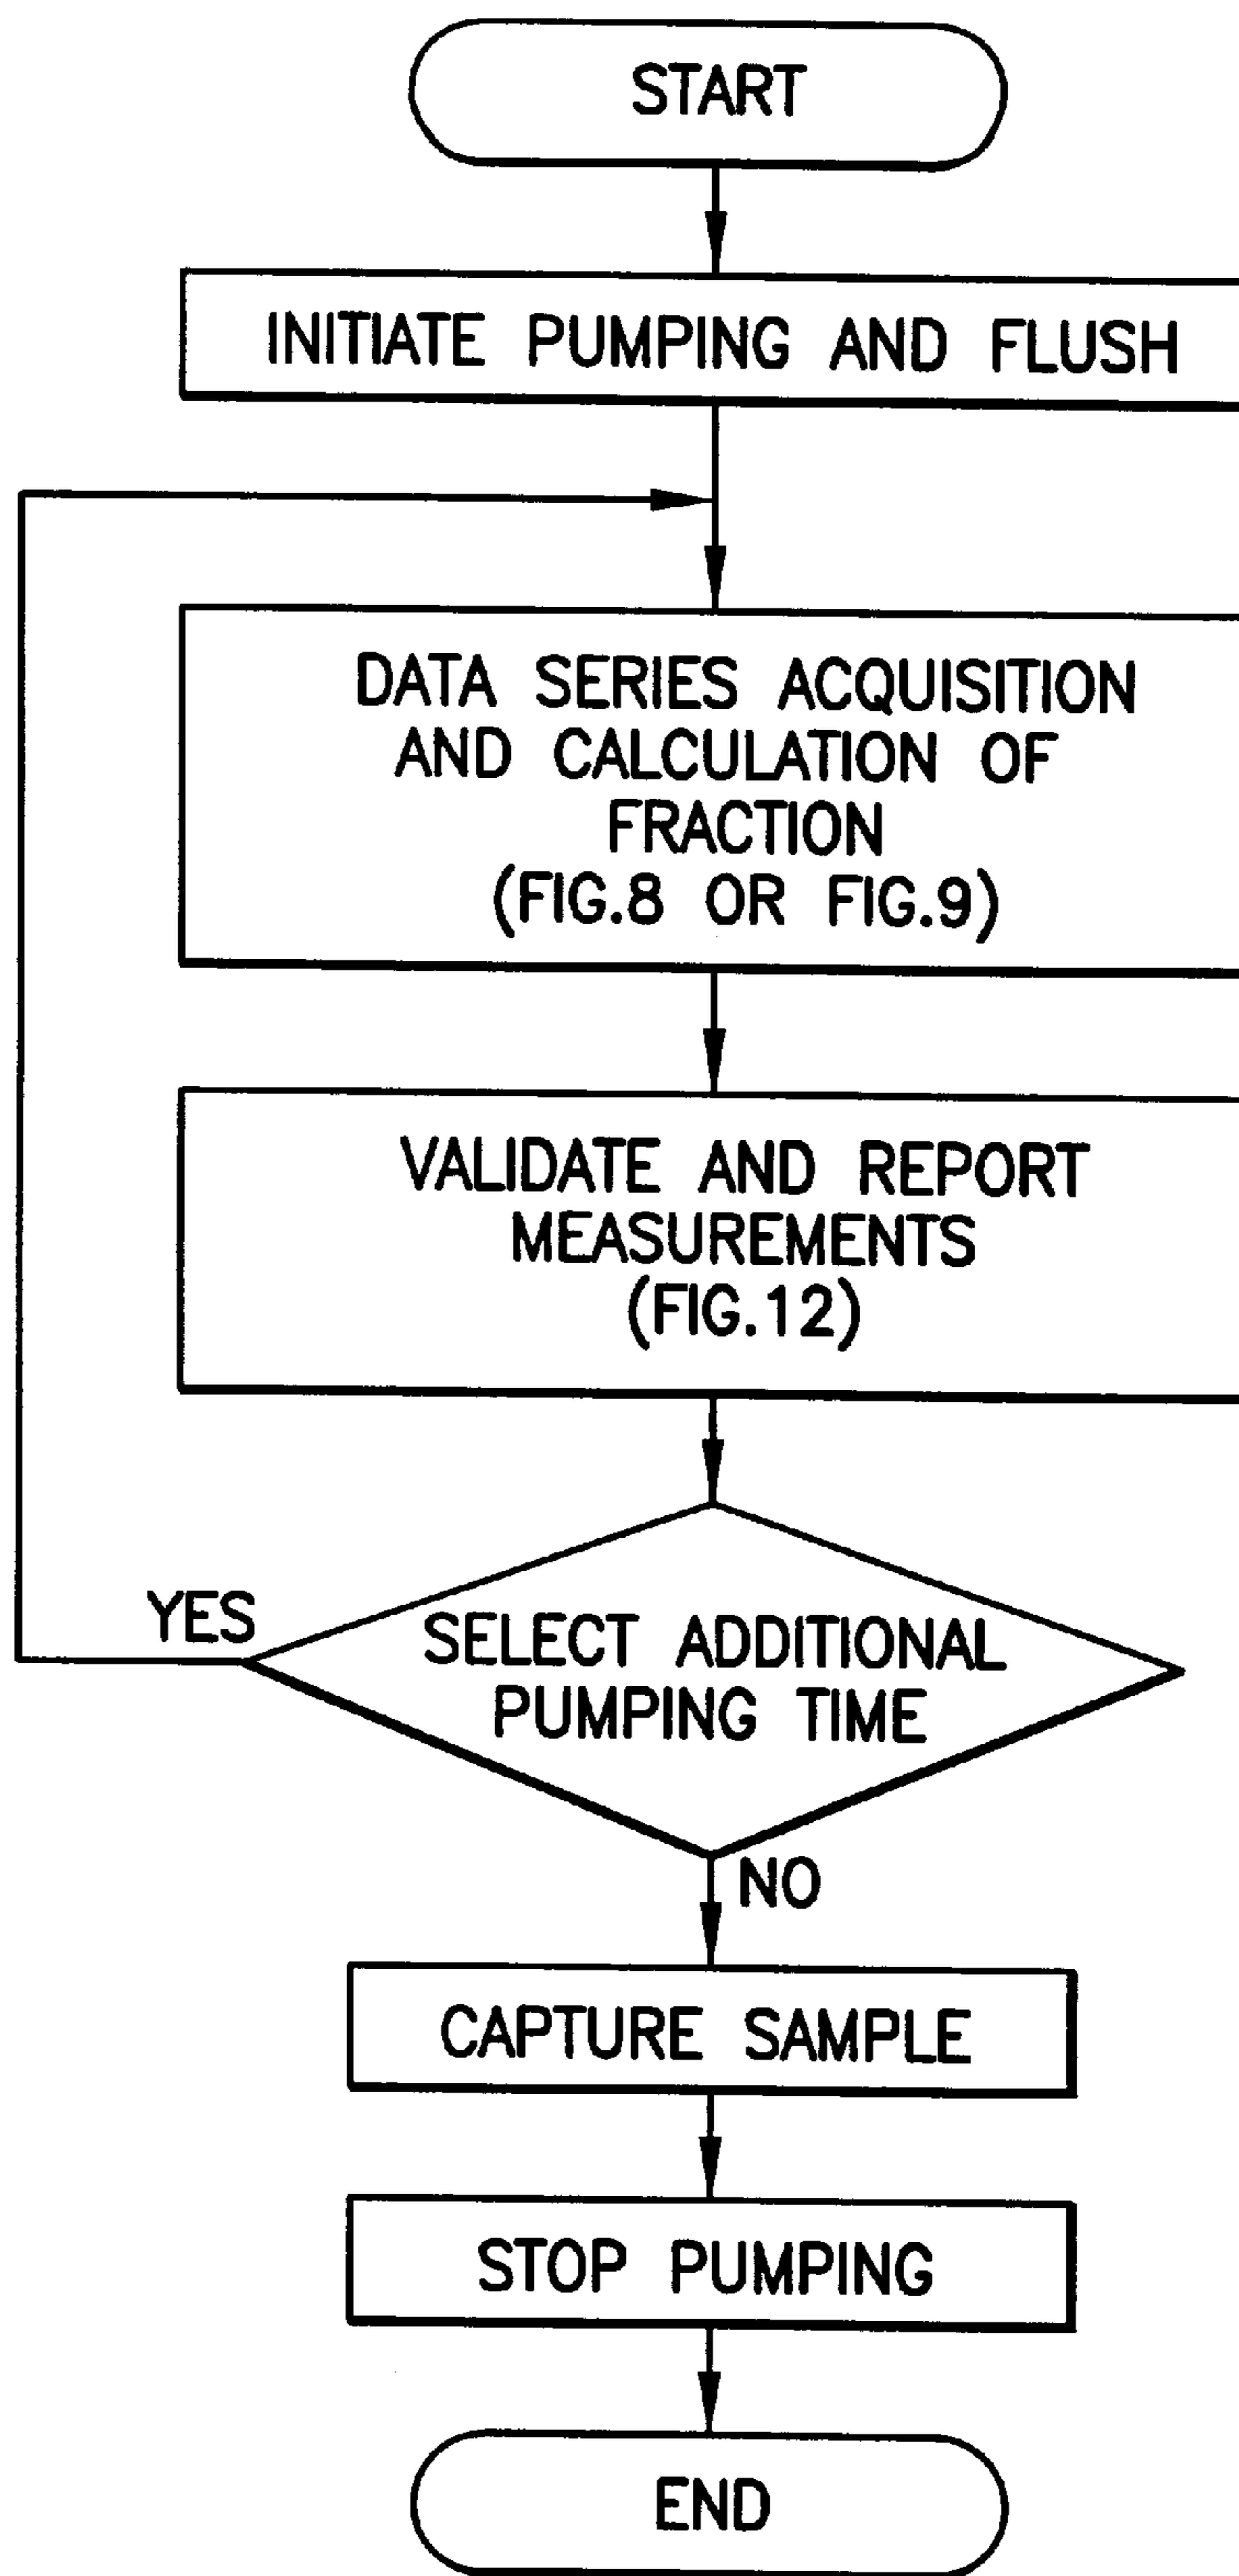 START
INITIATE PUMPING AND FLUSH
DATA SERIES ACQUISITION
AND CALCULATION OF
FRACTION
(FIG.8 OR FIG.9)
VALIDATE AND REPORT
MEASUREMENTS
(FIG.12)
YES
SELECT ADDITIONAL
PUMPING TIME
NO
CAPTURE SAMPLE
STOP PUMPING
END